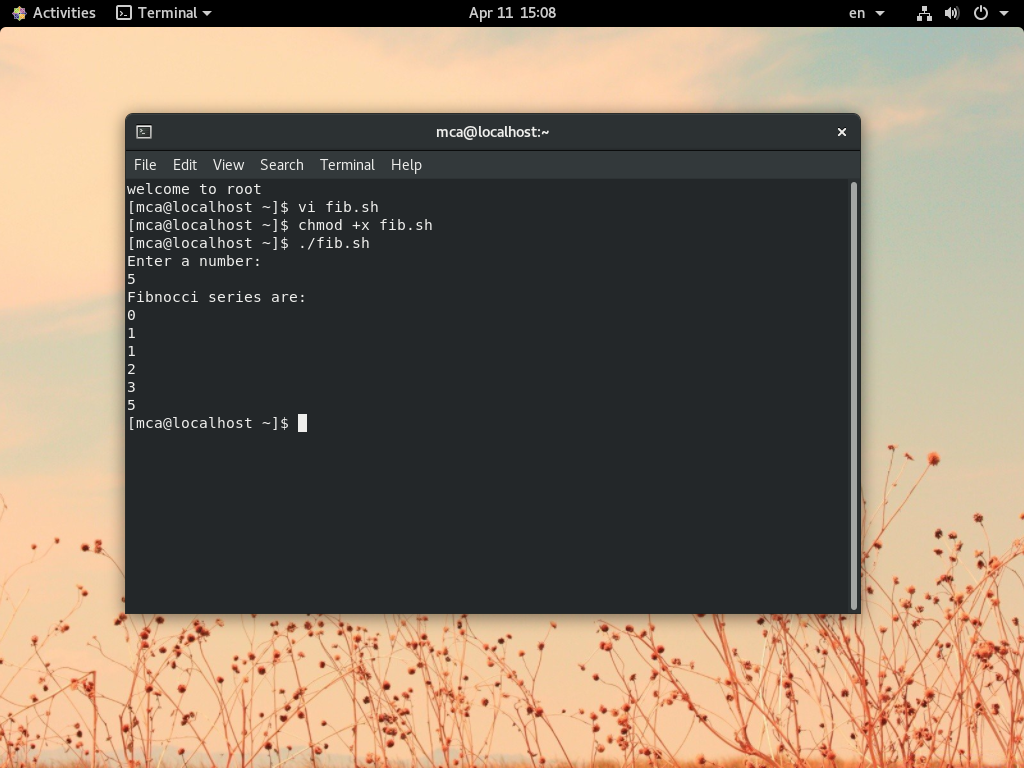 Activities Terminal Apr 11 15:08 en
mca@localhost:~
File Edit View Search Terminal Help
welcome to root
[mca@localhost ~]$ vi fib.sh
[mca@localhost ~]$ chmod +x fib.sh
[mca@localhost ~]$ ./fib.sh
Enter a number:
5
Fibnocci series are:
0
1
1
2
3
5
[mca@localhost ~]$